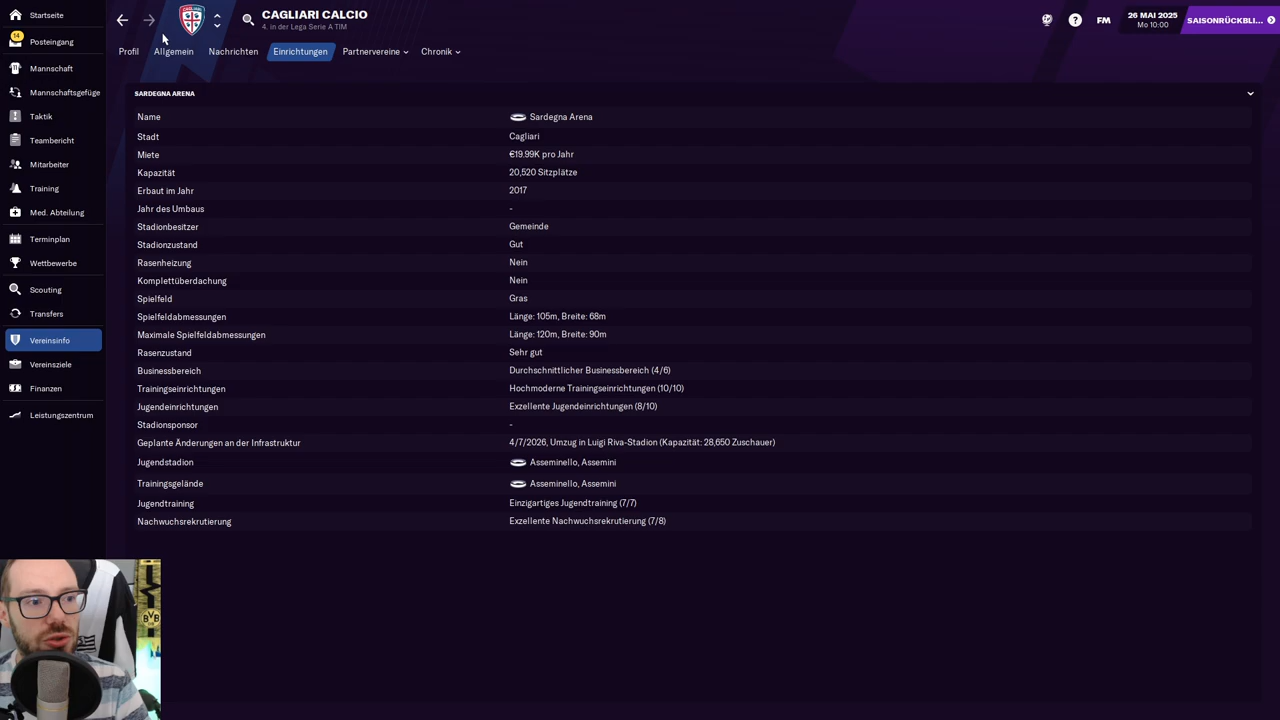 Startseite
14
Posteingang
Mannschaft
Mannschaftsgefüge
Taktik
Teambericht
Mitarbeiter
Training
Med. Abteilung
Terminplan
Wettbewerbe
Scouting
Transfers
Vereinsinfo
Vereinsziele
Finanzen
Leistungszentrum
CAGLIARI CALCIO
4. in der Lega Serie A TIM
FM
26 MAI 2025
Mo 10:00
SAISONRÜCKBLI...
Profil Allgemein Nachrichten Einrichtungen Partnervereine Chronik
SARDEGNA ARENA
Name Sardegna Arena
Stadt Cagliari
Miete €19.99K pro Jahr
Kapazität 20,520 Sitzplätze
Erbaut im Jahr 2017
Jahr des Umbaus -
Stadionbesitzer Gemeinde
Stadionzustand Gut
Rasenheizung Nein
Komplettüberdachung Nein
Spielfeld Gras
Spielfeldabmessungen Länge: 105m, Breite: 68m
Maximale Spielfeldabmessungen Länge: 120m, Breite: 90m
Rasenzustand Sehr gut
Businessbereich Durchschnittlicher Businessbereich (4/6)
Trainingseinrichtungen Hochmoderne Trainingseinrichtungen (10/10)
Jugendeinrichtungen Exzellente Jugendeinrichtungen (8/10)
Stadionsponsor -
Geplante Änderungen an der Infrastruktur 4/7/2026, Umzug in Luigi Riva-Stadion (Kapazität: 28,650 Zuschauer)
Jugendstadion Asseminello, Assemini
Trainingsgelände Asseminello, Assemini
Jugendtraining Einzigartiges Jugendtraining (7/7)
Nachwuchsrekrutierung Exzellente Nachwuchsrekrutierung (7/8)
BVB
09